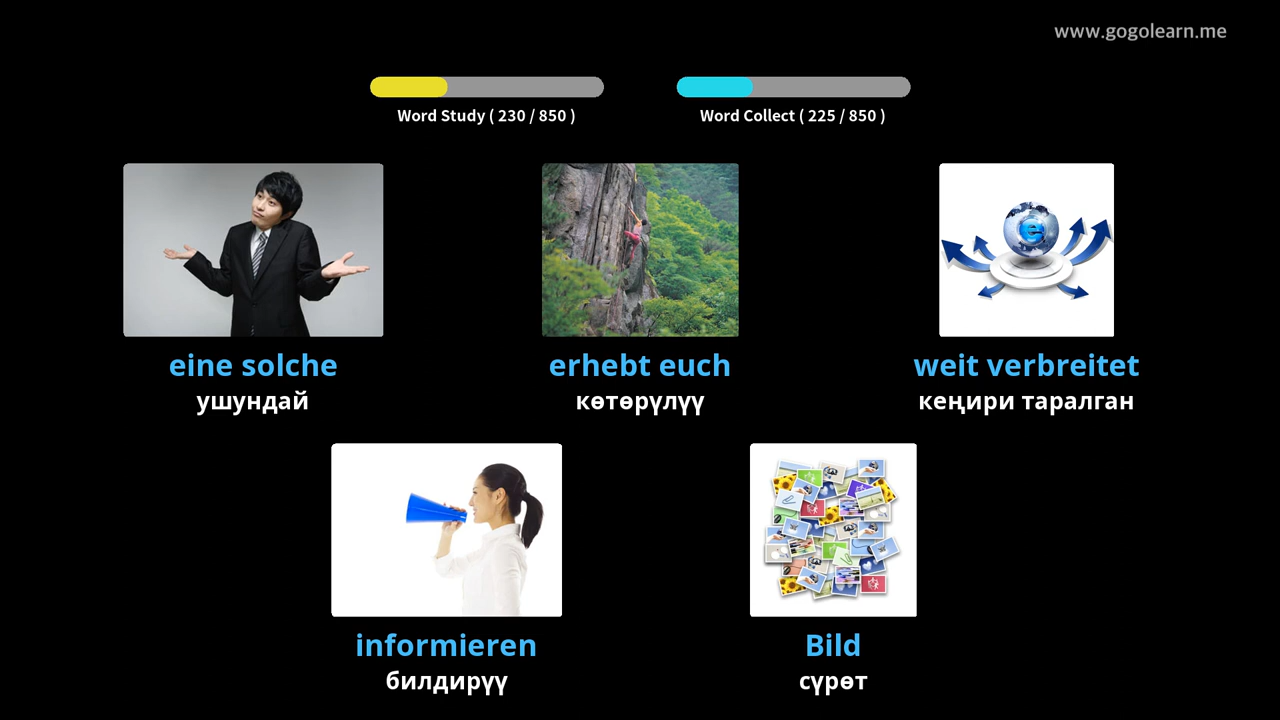 www.gogolearn.me
Word Study ( 230 / 850 )
Word Collect ( 225 / 850 )
eine solche
ушундай
erhebt euch
көтөрүлүү
weit verbreitet
кеңири таралган
informieren
билдирүү
Bild
сүрөт